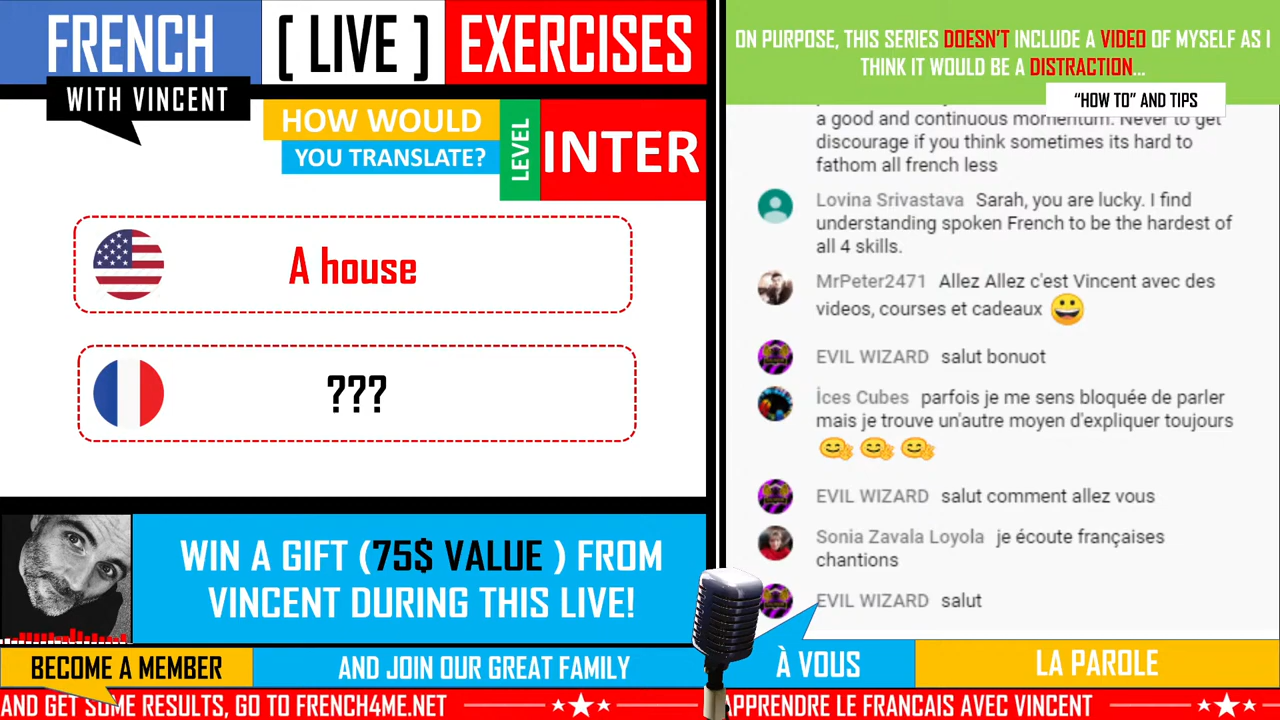 FRENCH
WITH VINCENT
[ LIVE ]
EXERCISES
HOW WOULD
YOU TRANSLATE?
LEVEL
INTER
A house
???
WIN A GIFT (75$ VALUE ) FROM
VINCENT DURING THIS LIVE!
BECOME A MEMBER
AND JOIN OUR GREAT FAMILY
AND GET SOME RESULTS, GO TO FRENCH4ME.NET
ON PURPOSE, THIS SERIES DOESN'T INCLUDE A VIDEO OF MYSELF AS I
THINK IT WOULD BE A DISTRACTION...
"HOW TO" AND TIPS
a good and continuous momentum. Never to get
discourage if you think sometimes its hard to
fathom all french less
Lovina Srivastava Sarah, you are lucky. I find
understanding spoken French to be the hardest of
all 4 skills.
MrPeter2471 Allez Allez c'est Vincent avec des
videos, courses et cadeaux
EVIL WIZARD salut bonuot
İces Cubes parfois je me sens bloquée de parler
mais je trouve un'autre moyen d'expliquer toujours
EVIL WIZARD salut comment allez vous
Sonia Zavala Loyola je écoute françaises
chantions
EVIL WIZARD salut
À VOUS
LA PAROLE
APPRENDRE LE FRANCAIS AVEC VINCENT